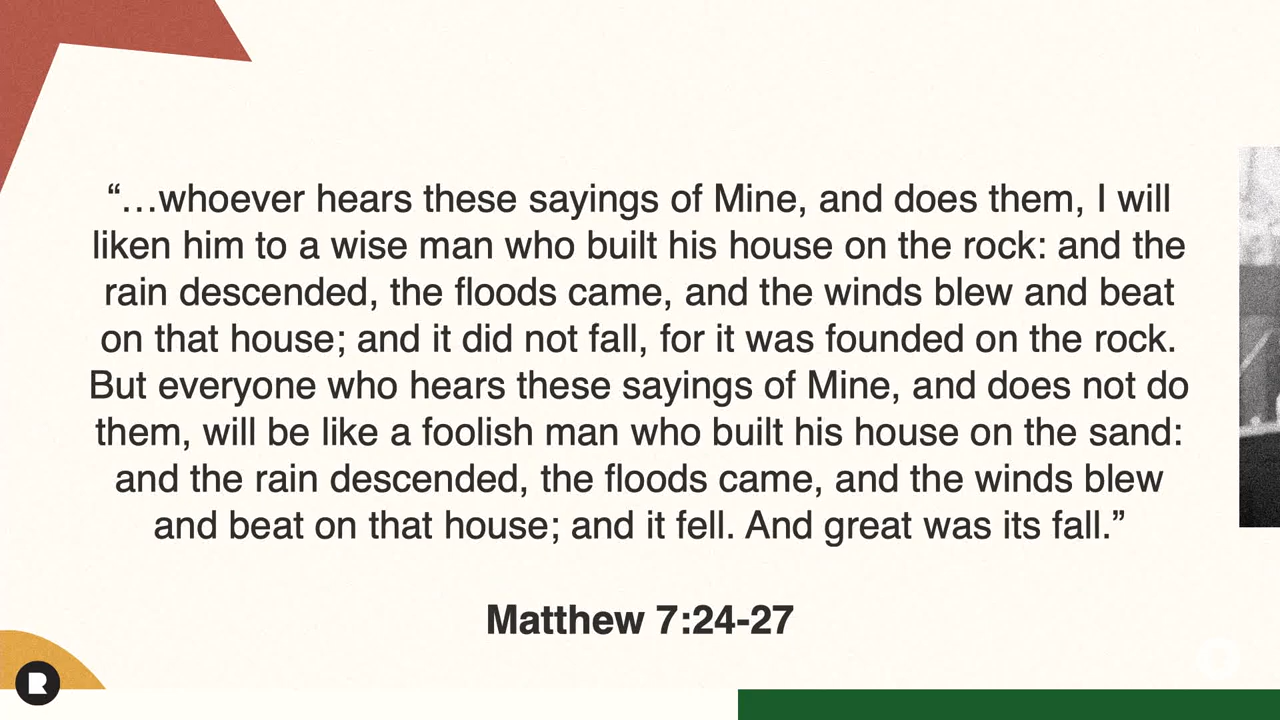 “…whoever hears these sayings of Mine, and does them, I will
liken him to a wise man who built his house on the rock: and the
rain descended, the floods came, and the winds blew and beat
on that house; and it did not fall, for it was founded on the rock.
But everyone who hears these sayings of Mine, and does not do
them, will be like a foolish man who built his house on the sand:
and the rain descended, the floods came, and the winds blew
and beat on that house; and it fell. And great was its fall.”
Matthew 7:24-27
R